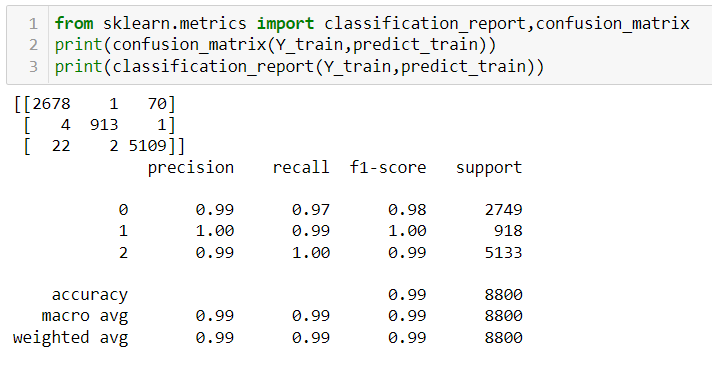 1 from sklearn.metrics import classification_report,confusion_matrix
2 print(confusion_matrix(Y_train,predict_train))
3 print(classification_report(Y_train,predict_train))
[[2678    1   70]
 [   4  913    1]
 [  22    2 5109]]
              precision    recall  f1-score   support
           0       0.99      0.97      0.98      2749
           1       1.00      0.99      1.00       918
           2       0.99      1.00      0.99      5133
    accuracy                           0.99      8800
   macro avg       0.99      0.99      0.99      8800
weighted avg       0.99      0.99      0.99      8800